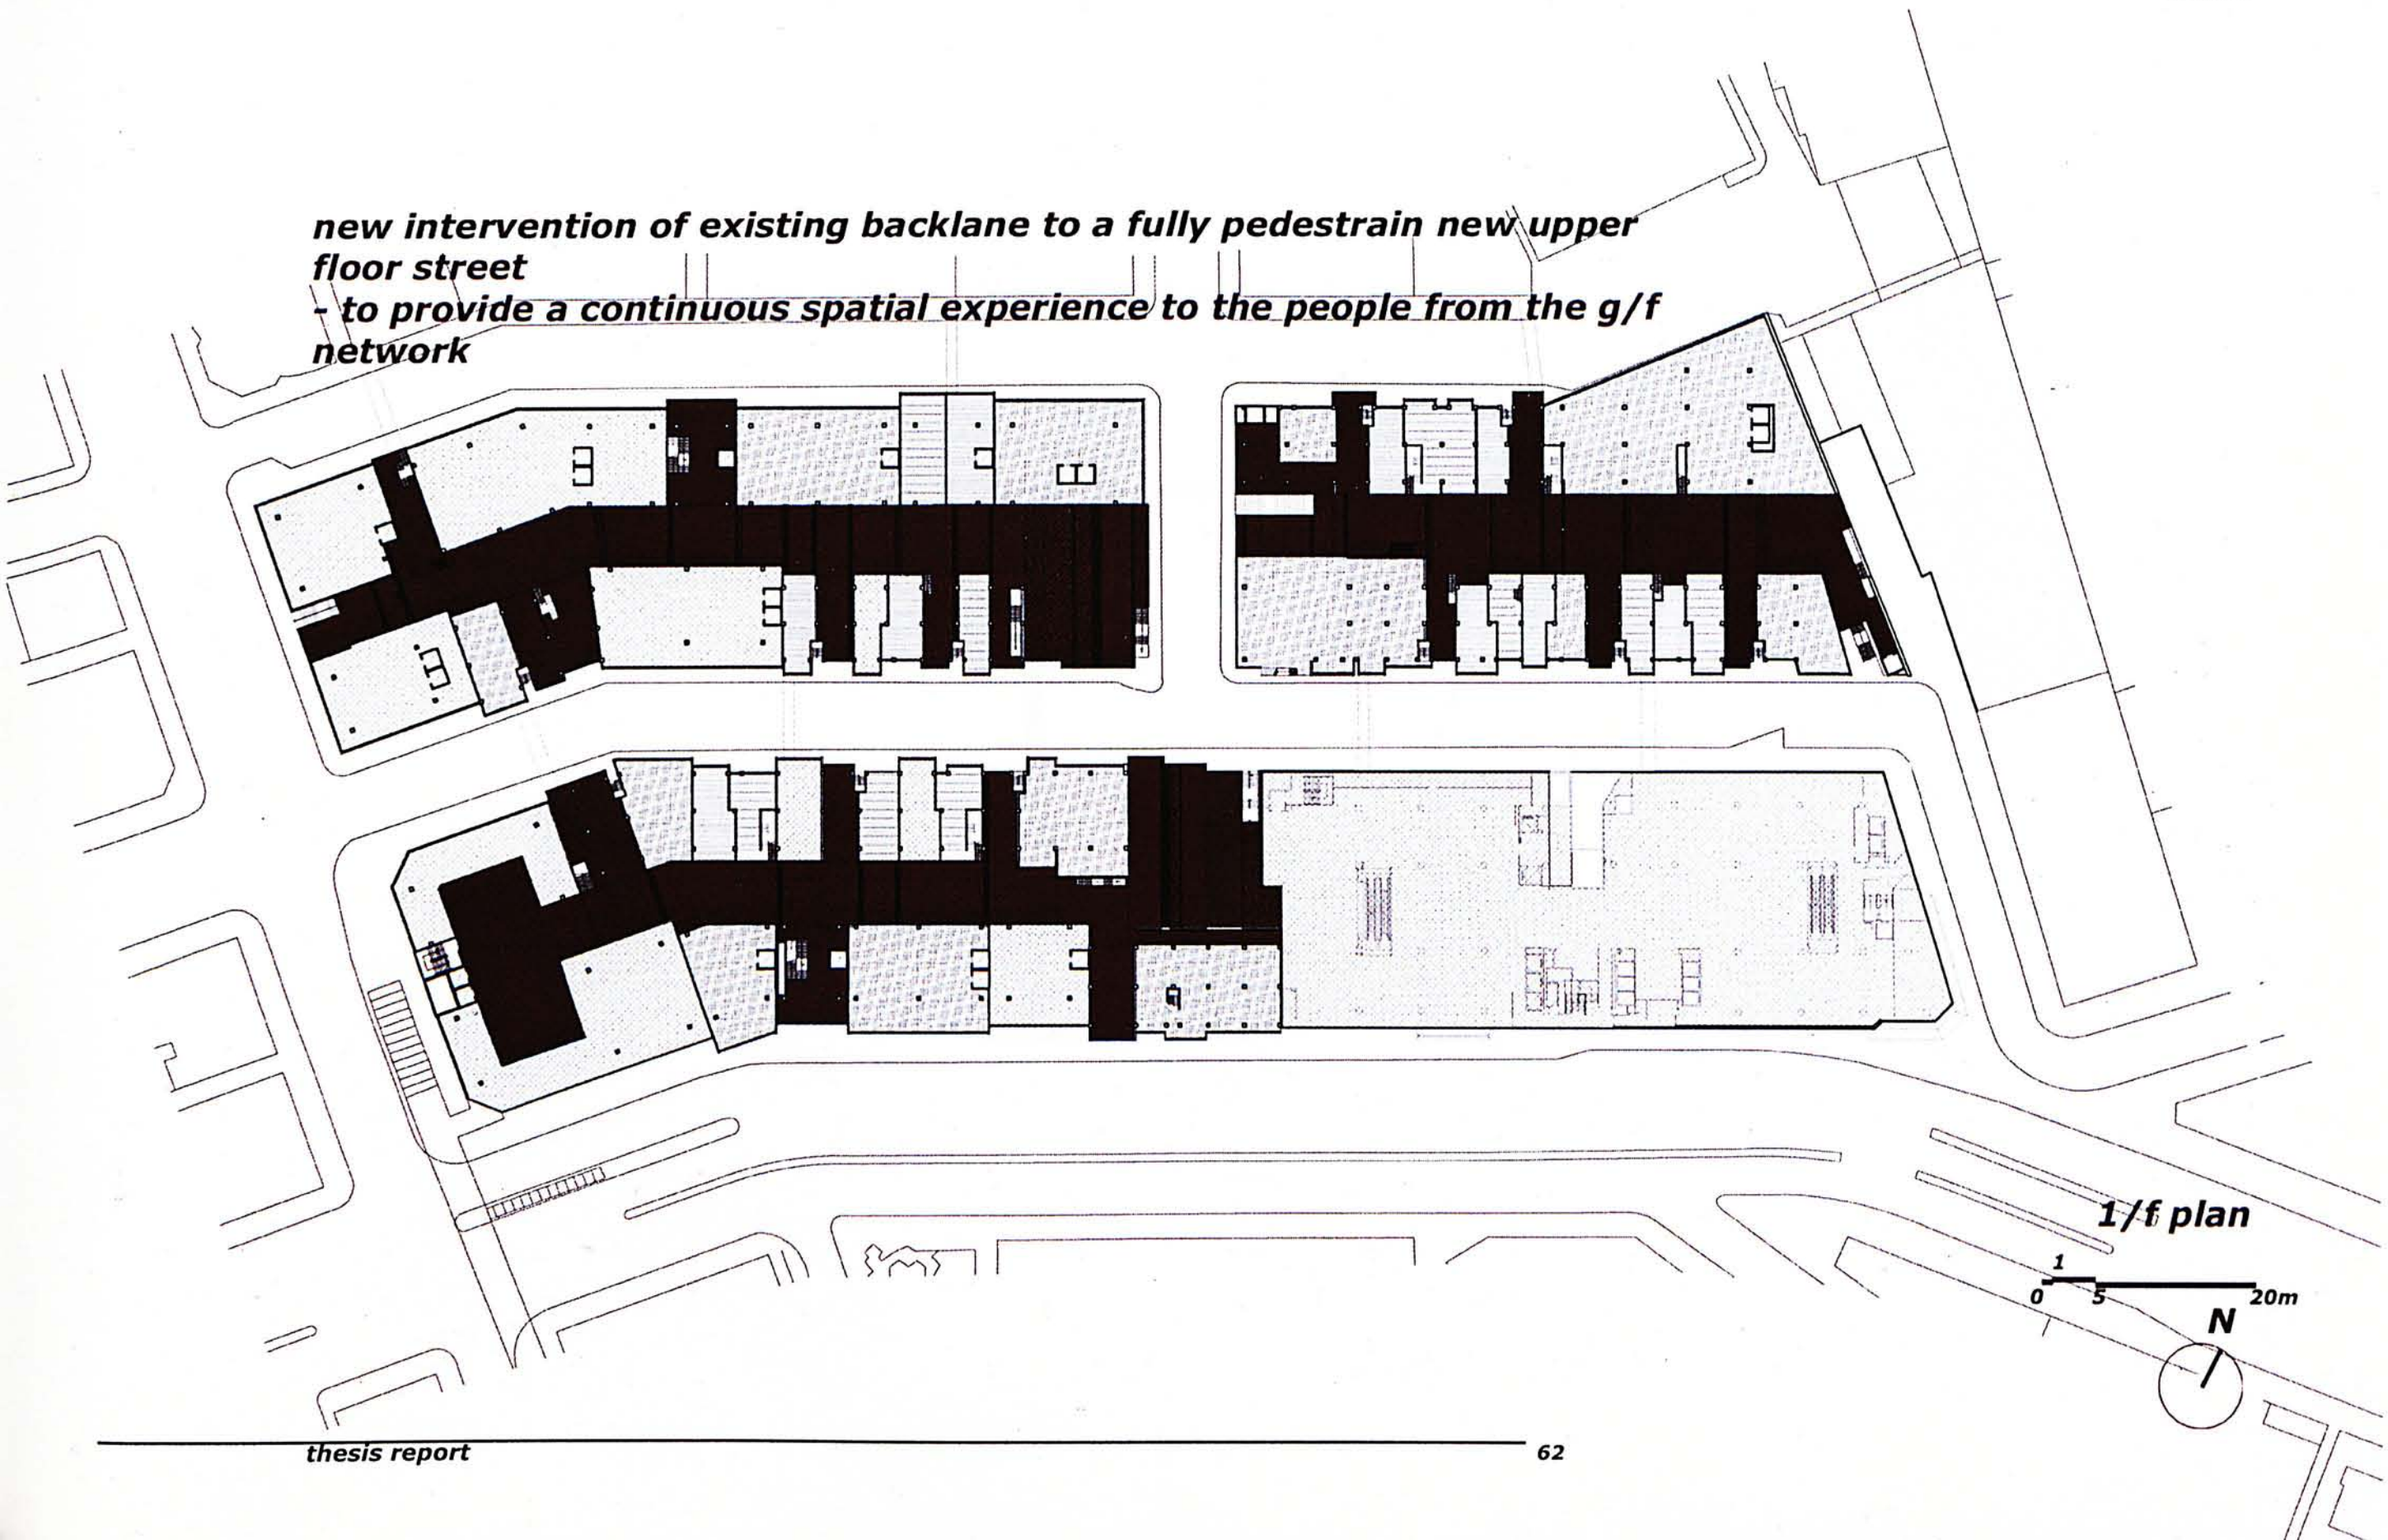 new intervention of existing backlane to a fully pedestrain new upper
floor street
- to provide a continuous spatial experience to the people from the g/f
network
1/f plan
1
0 5 20m
N
thesis report 62